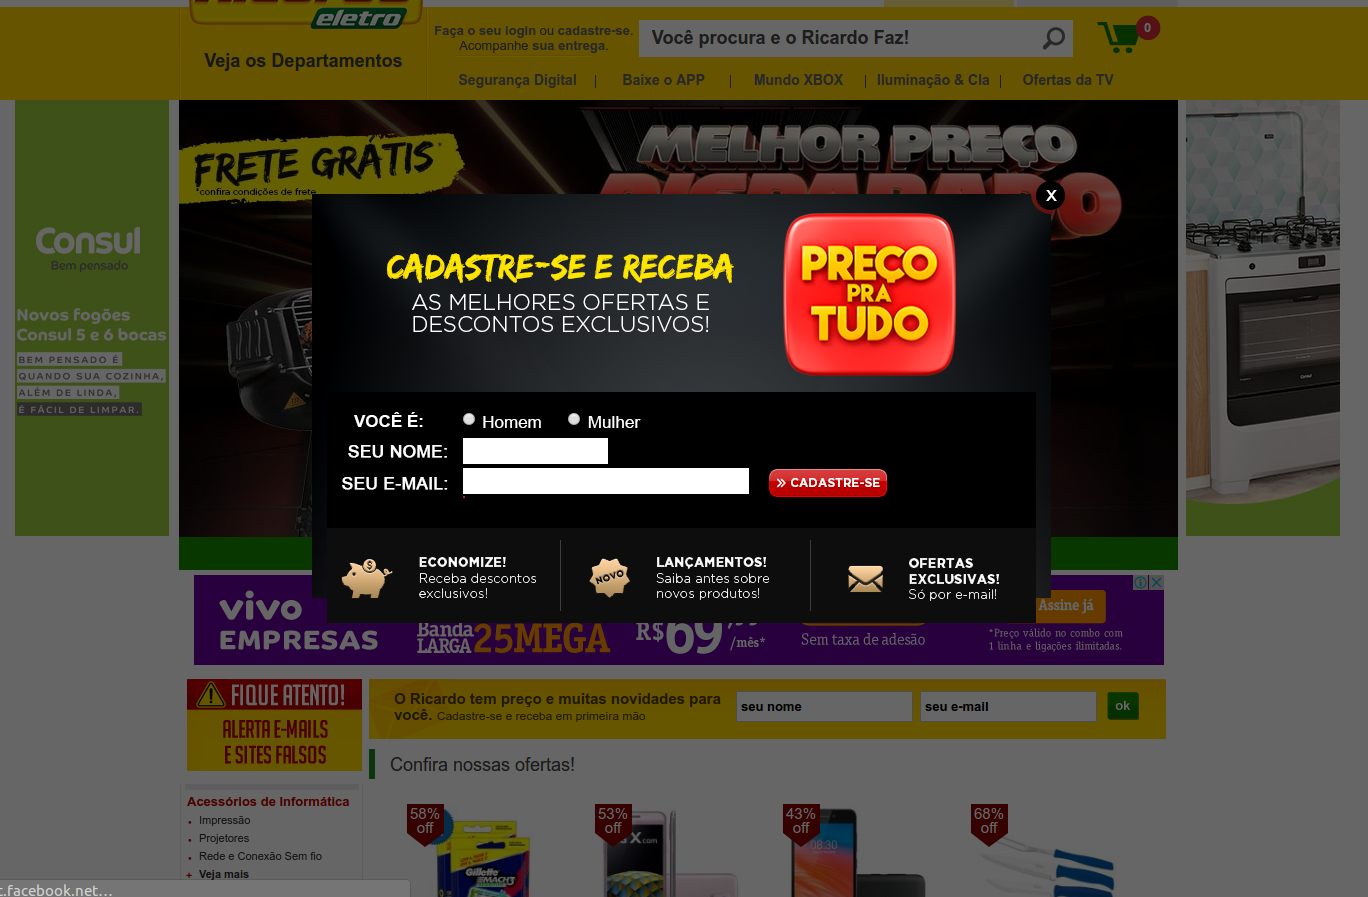 eletro
Veja os Departamentos
Faça o seu login ou cadastre-se.
Acompanhe sua entrega.
Você procura e o Ricardo Faz!
0
Segurança Digital | Baixe o APP | Mundo XBOX | Iluminação & Cla | Ofertas da TV
Consul
Bem pensado
Novos fogões
Consul 5 e 6 bocas
BEM PENSADO É
QUANDO SUA COZINHA,
ALÉM DE LINDA,
É FÁCIL DE LIMPAR.
FRETE GRÁTIS*
*confira condições de frete
MELHOR PREÇO
X
CADASTRE-SE E RECEBA
AS MELHORES OFERTAS E
DESCONTOS EXCLUSIVOS!
PREÇO
PRA
TUDO
VOCÊ É: Homem Mulher
SEU NOME:
SEU E-MAIL:
» CADASTRE-SE
ECONOMIZE!
Receba descontos
exclusivos!
NOVO
LANÇAMENTOS!
Saiba antes sobre
novos produtos!
OFERTAS
EXCLUSIVAS!
Só por e-mail!
vivo
EMPRESAS
Banda
LARGA
25MEGA
R$69
/mês*
Sem taxa de adesão
Assine já
*Preço válido no combo com
1 linha e ligações ilimitadas.
FIQUE ATENTO!
ALERTA E-MAILS
E SITES FALSOS
O Ricardo tem preço e muitas novidades para
você. Cadastre-se e receba em primeira mão
seu nome
seu e-mail
ok
Confira nossas ofertas!
Acessórios de Informática
Impressão
Projetores
Rede e Conexão Sem fio
+ Veja mais
58%
off
53%
off
43%
off
68%
off
Gillette
MACH3
X.com
08:30
t.facebook.net...